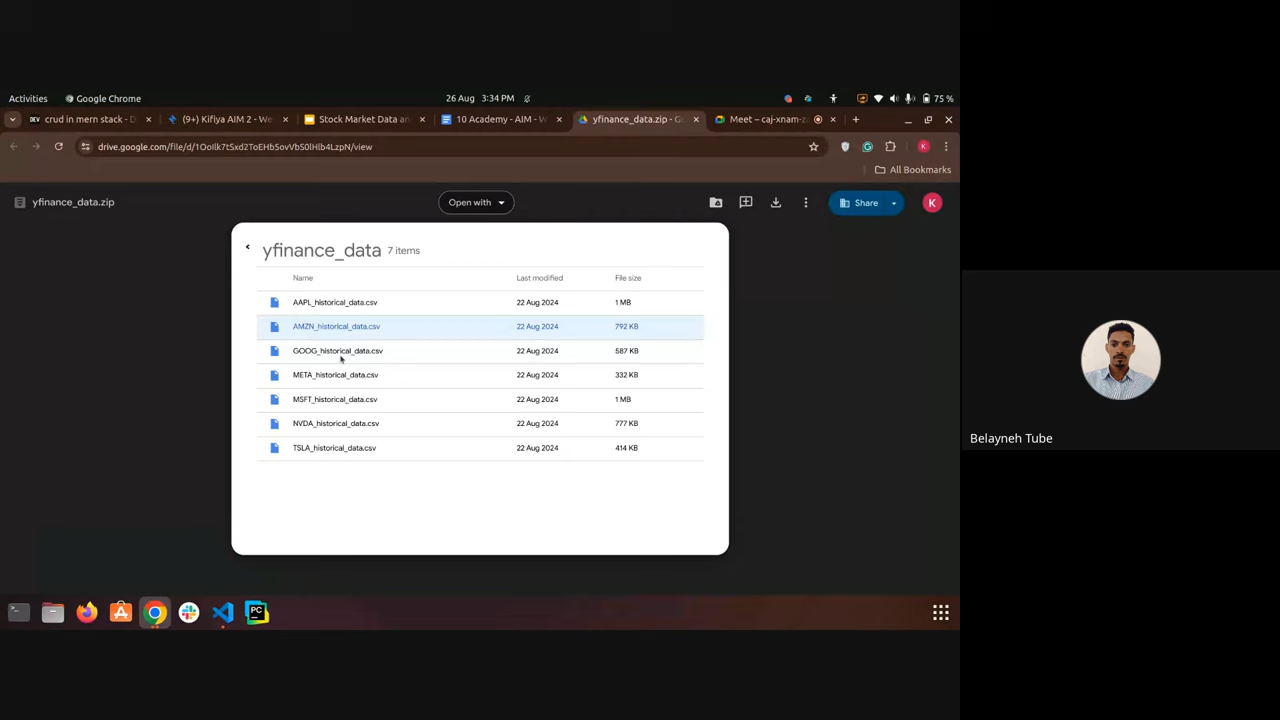 Activities
Google Chrome
26 Aug 3:34 PM
75 %
DEV crud in mern stack - D
(9+) Kifiya AIM 2 - We
Stock Market Data an
10 Academy - AIM - W
yfinance_data.zip - G
Meet – caj-xnam-z
drive.google.com/file/d/1OoIlk7tSxd2ToEHb5ovVbS0lHlb4LzpN/view
K
All Bookmarks
yfinance_data.zip
Open with
Share
K
yfinance_data 7 items
Name Last modified File size
AAPL_historical_data.csv 22 Aug 2024 1 MB
AMZN_historical_data.csv 22 Aug 2024 792 KB
GOOG_historical_data.csv 22 Aug 2024 587 KB
META_historical_data.csv 22 Aug 2024 332 KB
MSFT_historical_data.csv 22 Aug 2024 1 MB
NVDA_historical_data.csv 22 Aug 2024 777 KB
TSLA_historical_data.csv 22 Aug 2024 414 KB
PC
Belayneh Tube